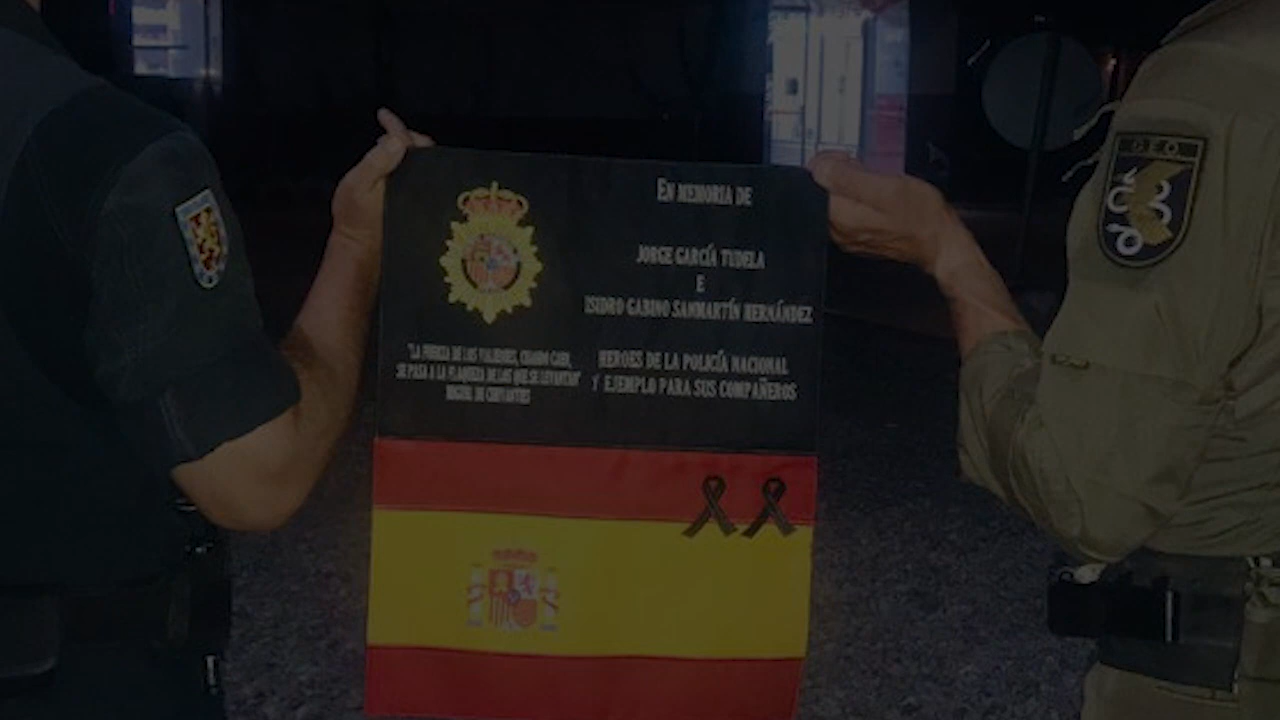 GEO
EN MEMORIA DE
JORGE GARCÍA TUDELA
E
ISIDRO GABINO SANMARTÍN HERNÁNDEZ
HEROES DE LA POLICÍA NACIONAL
Y EJEMPLO PARA SUS COMPAÑEROS
"LA FUERZA DE LOS VALIENTES, CUANDO CAEN,
SE PASA A LA FLAQUEZA DE LOS QUE SE LEVANTAN"
MIGUEL DE CERVANTES